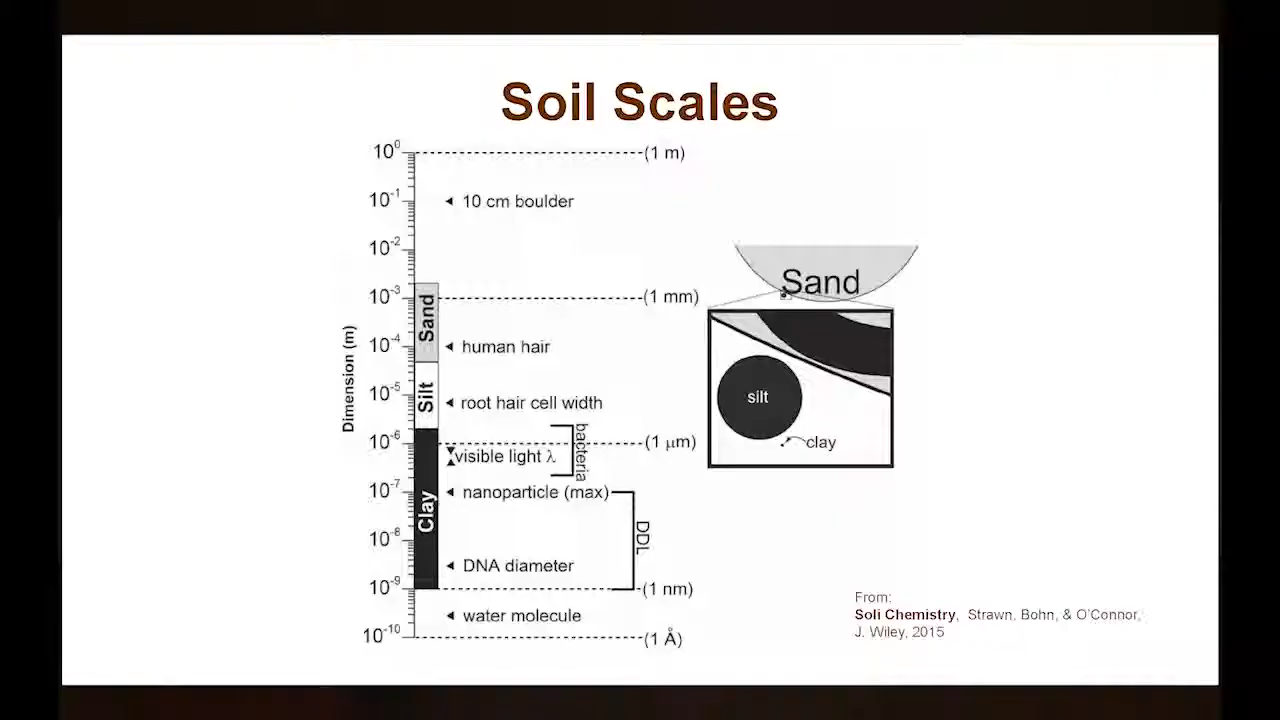 Soil Scales
10⁰
(1 m)
10⁻¹
10 cm boulder
10⁻²
10⁻³
(1 mm)
10⁻⁴
human hair
10⁻⁵
root hair cell width
10⁻⁶
(1 μm)
visible light λ
10⁻⁷
nanoparticle (max)
10⁻⁸
DNA diameter
10⁻⁹
(1 nm)
water molecule
10⁻¹⁰
(1 Å)
Dimension (m)
Sand
Silt
Clay
bacteria
DDL
Sand
silt
clay
From:
Soli Chemistry, Strawn, Bohn, & O'Connor,
J. Wiley, 2015